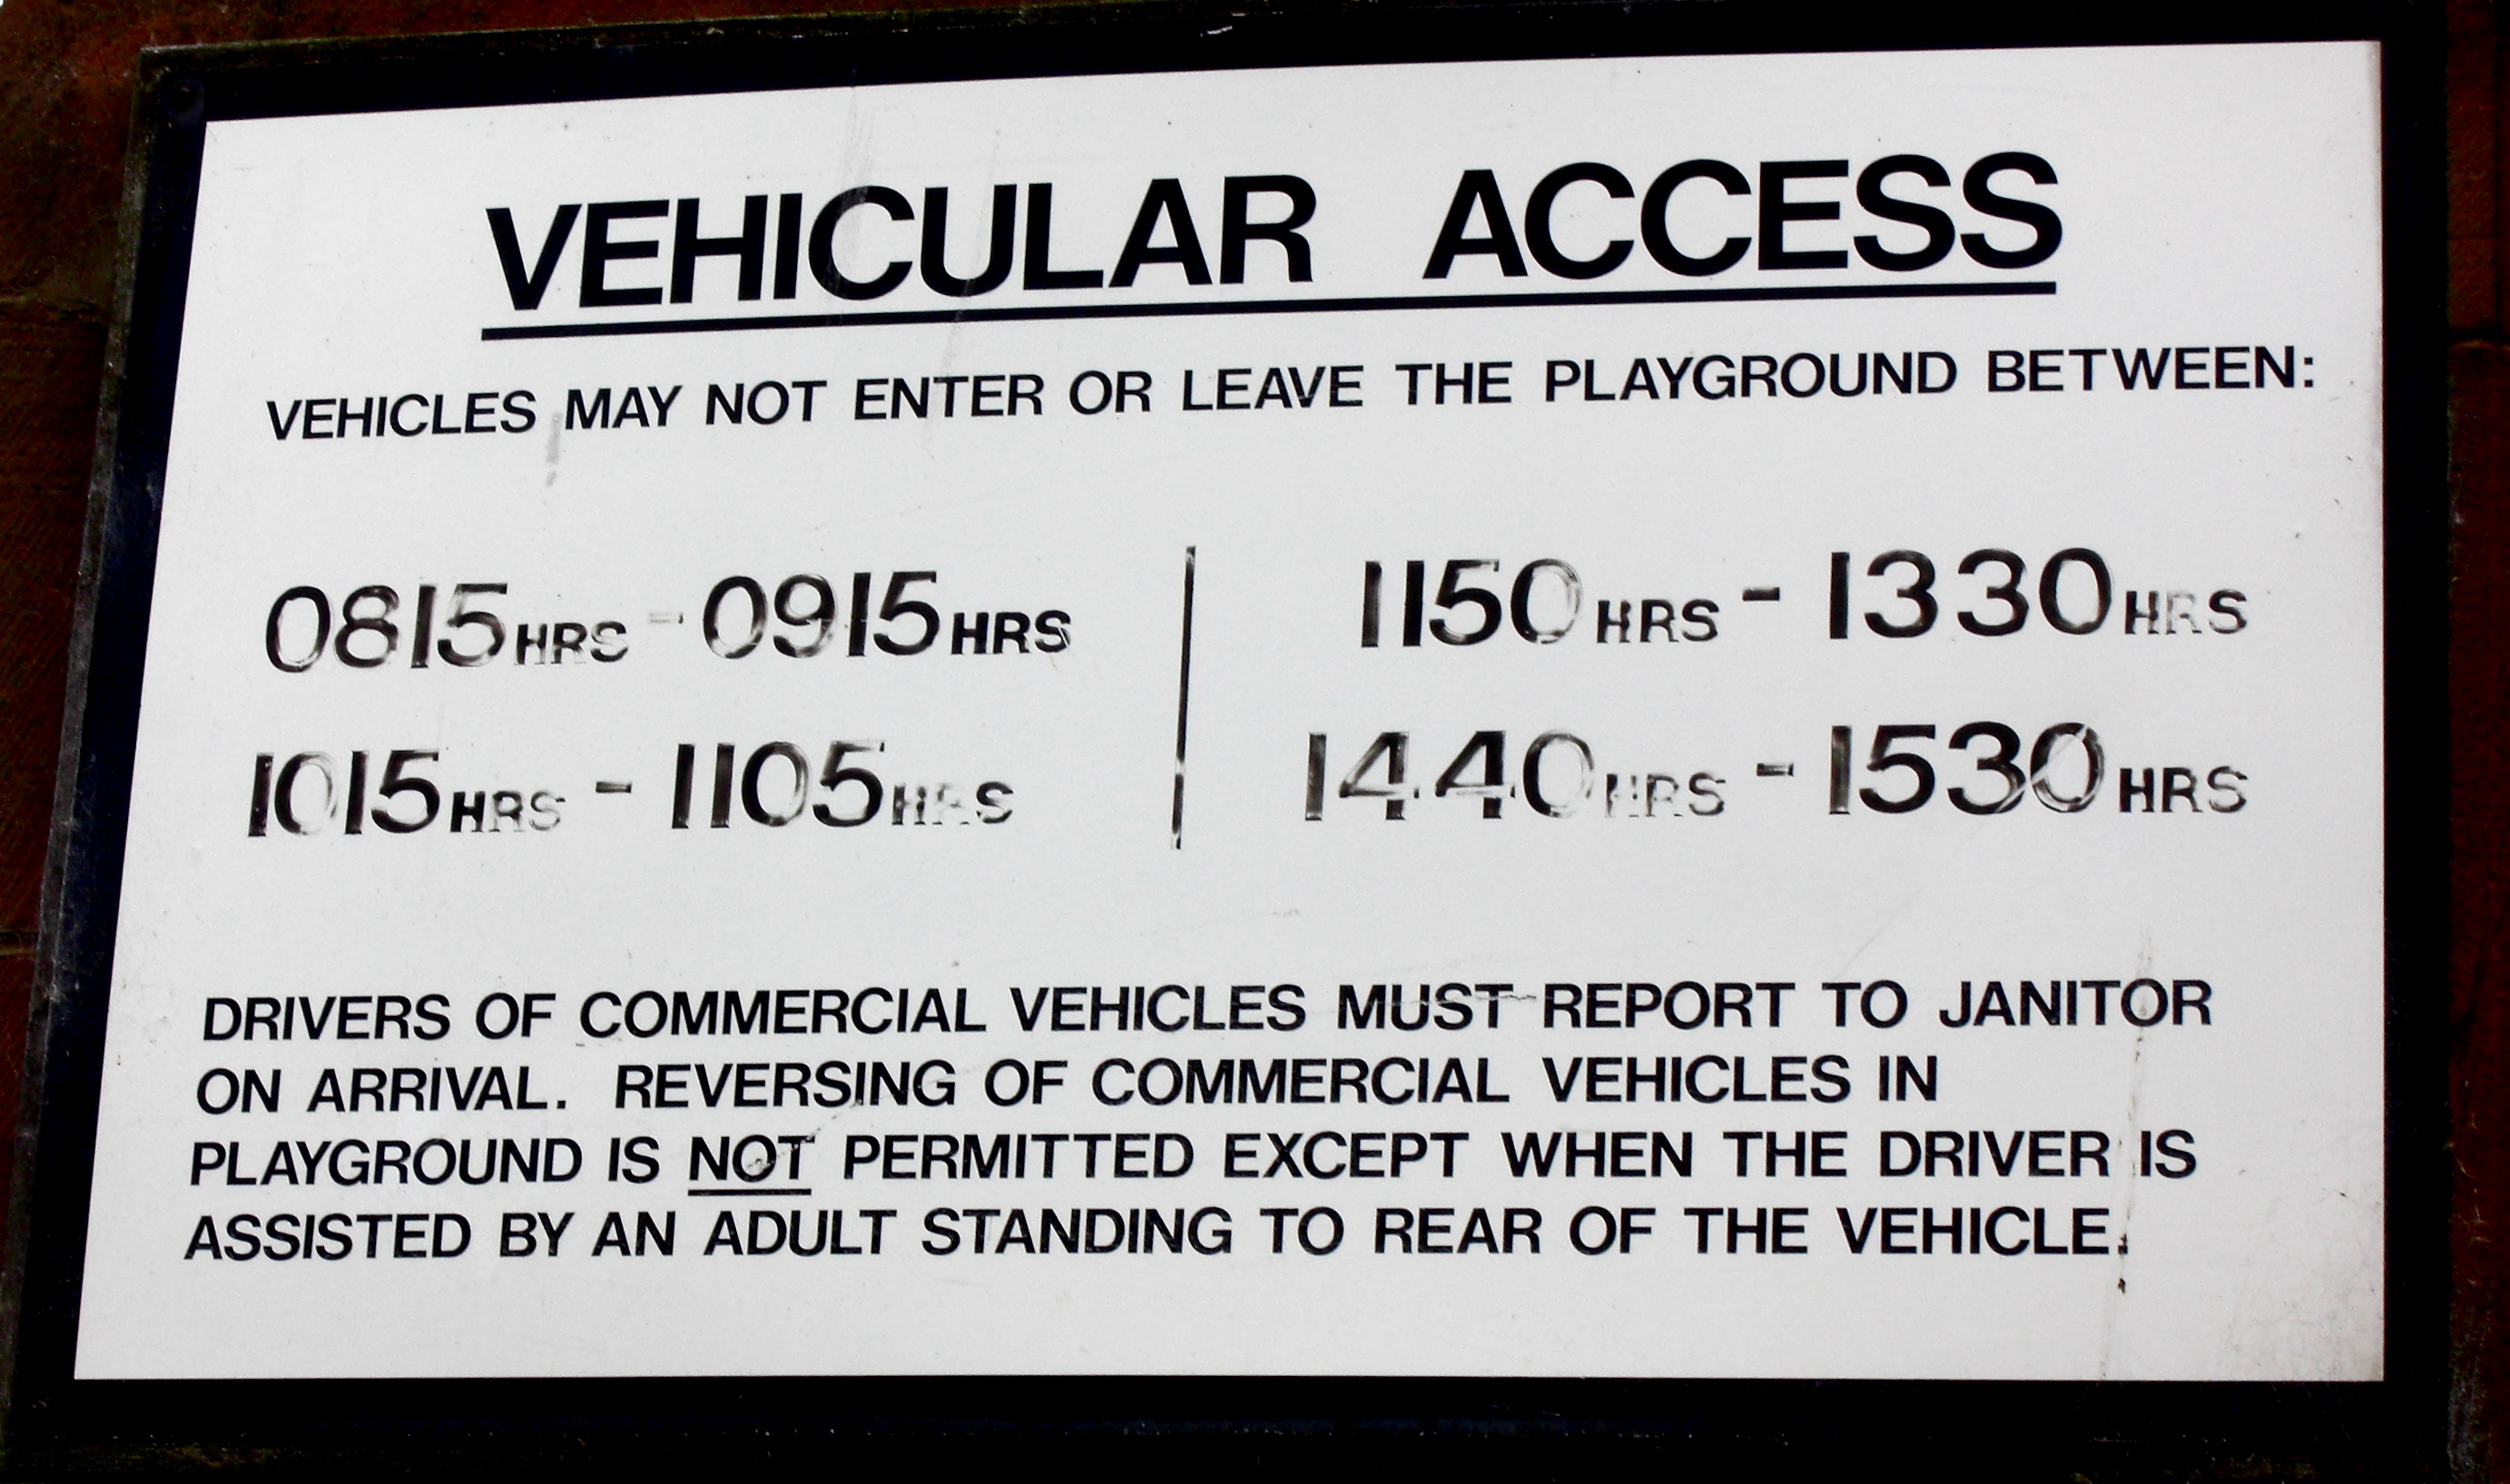 VEHICULAR ACCESS
VEHICLES MAY NOT ENTER OR LEAVE THE PLAYGROUND BETWEEN:
0815HRS - 0915HRS | 1150HRS - 1330HRS
1015HRS - 1105HRS | 1440HRS - 1530HRS
DRIVERS OF COMMERCIAL VEHICLES MUST REPORT TO JANITOR
ON ARRIVAL. REVERSING OF COMMERCIAL VEHICLES IN
PLAYGROUND IS NOT PERMITTED EXCEPT WHEN THE DRIVER IS
ASSISTED BY AN ADULT STANDING TO REAR OF THE VEHICLE.